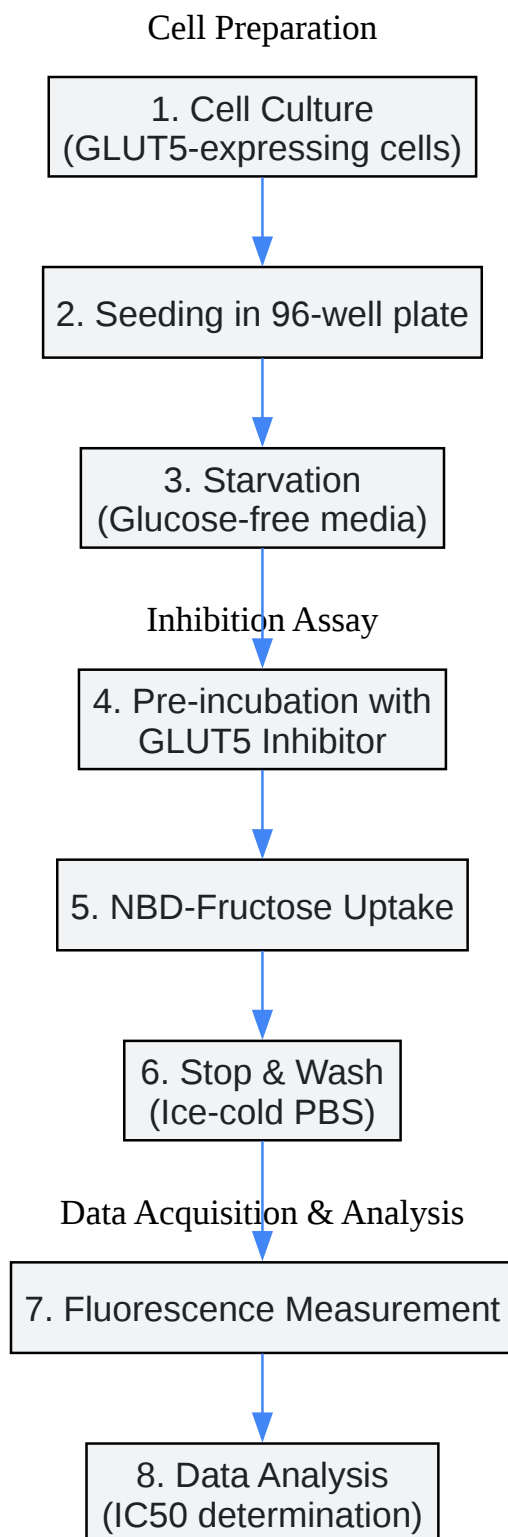 Cell Preparation
1. Cell Culture
(GLUT5-expressing cells)
2. Seeding in 96-well plate
3. Starvation
(Glucose-free media)
Inhibition Assay
4. Pre-incubation with
GLUT5 Inhibitor
5. NBD-Fructose Uptake
6. Stop & Wash
(Ice-cold PBS)
Data Acquisition & Analysis
7. Fluorescence Measurement
8. Data Analysis
(IC50 determination)